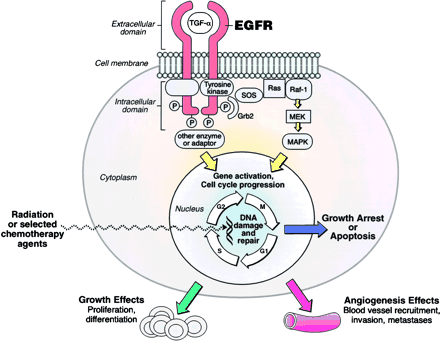 Extracellular
domain
TGF-α
EGFR
Cell membrane
Intracellular
domain
Tyrosine
kinase
SOS
Ras
Raf-1
P
P
P
P
Grb2
MEK
other enzyme
or adaptor
MAPK
Gene activation,
Cell cycle progression
Cytoplasm
Nucleus
G2
M
DNA
damage
and
repair
S
G1
Radiation
or selected
chemotherapy
agents
Growth Arrest
or
Apoptosis
Growth Effects
Proliferation,
differentiation
Angiogenesis Effects
Blood vessel recruitment,
invasion, metastases